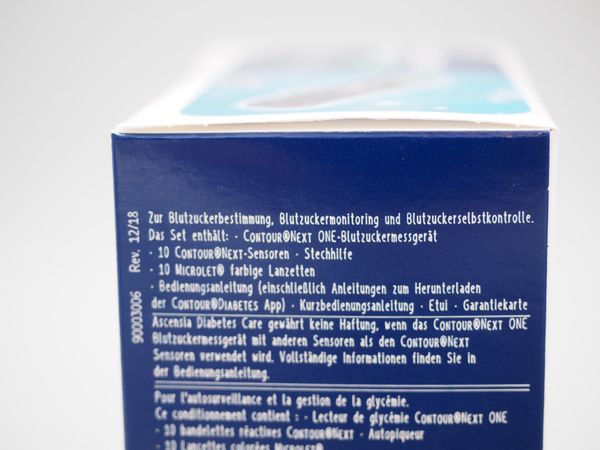 90003006 Rev. 12/18
Zur Blutzuckerbestimmung, Blutzuckermonitoring und Blutzuckerselbstkontrolle.
Das Set enthält: · CONTOUR®NEXT ONE-Blutzuckermessgerät
· 10 CONTOUR®NEXT-Sensoren · Stechhilfe
· 10 MICROLET® farbige Lanzetten
· Bedienungsanleitung (einschließlich Anleitungen zum Herunterladen
der CONTOUR®DIABETES App) · Kurzbedienungsanleitung · Etui · Garantiekarte
Ascensia Diabetes Care gewährt keine Haftung, wenn das CONTOUR®NEXT ONE
Blutzuckermessgerät mit anderen Sensoren als den CONTOUR®NEXT
Sensoren verwendet wird. Vollständige Informationen finden Sie in
der Bedienungsanleitung.
Pour l'autosurveillance et la gestion de la glycémie.
Ce conditionnement contient : · Lecteur de glycémie CONTOUR®NEXT ONE
· 10 bandelettes réactives CONTOUR®NEXT · Autopiqueur
· 10 Lancettes colorées MICROLET®